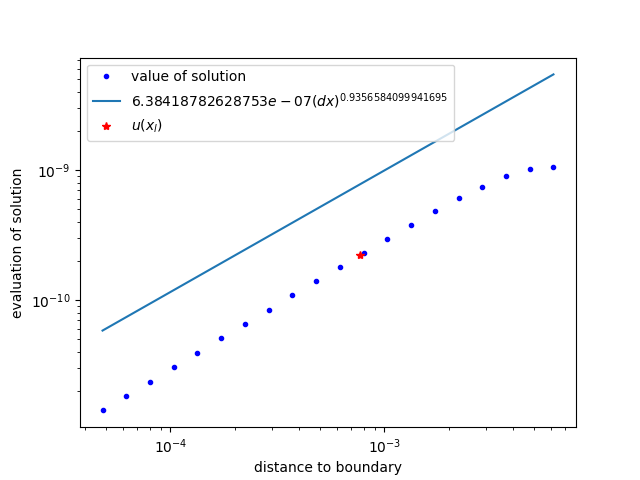 value of solution
6.38418782628753e − 07(dx)^0.9356584099941695
u(x_l)
10^−9
10^−10
evaluation of solution
10^−4
10^−3
distance to boundary